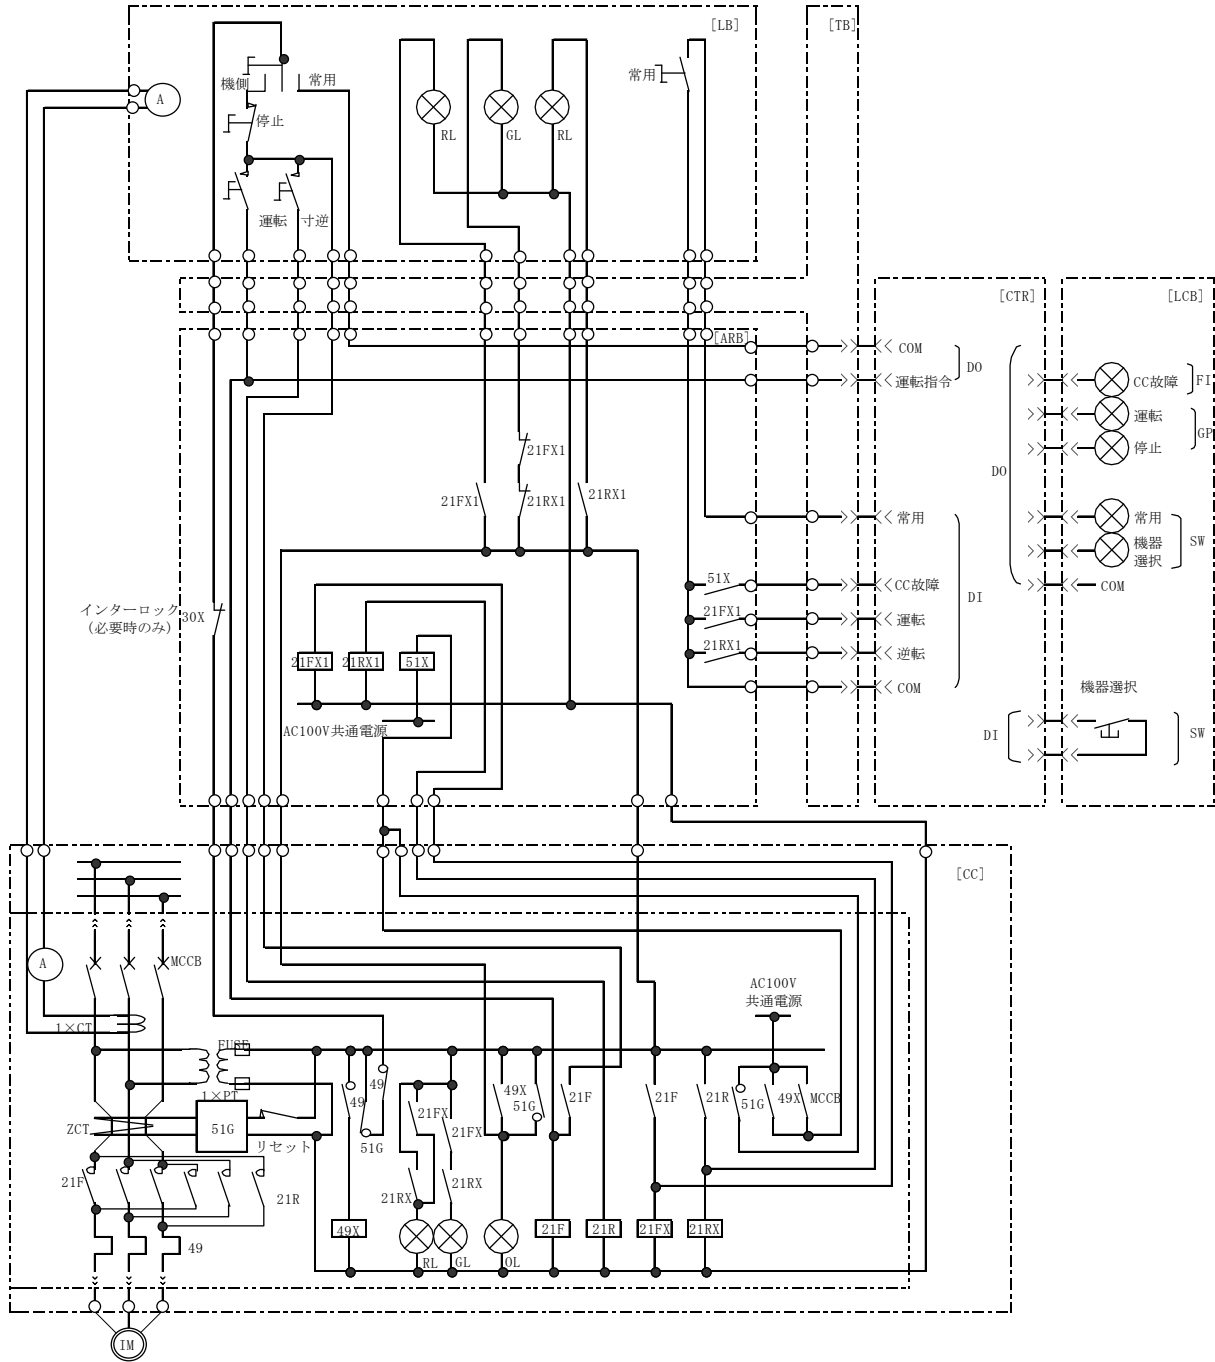 [LB]
[TB]
常用
機側
常用
A
停止
RL
GL
RL
運転
寸逆
[CTR]
[LCB]
[ARB]
COM
DO
運転指令
CC故障
FI
運転
GP
停止
21FX1
DO
21FX1
21RX1
21RX1
常用
常用
SW
機器
選択
51X
CC故障
COM
DI
インターロック
(必要時のみ)
30X
21FX1
運転
21RX1
逆転
21FX1
21RX1
51X
COM
機器選択
AC100V共通電源
DI
SW
[CC]
A
MCCB
AC100V
共通電源
1×CT
FUSE
49
49X
51G
21F
21F
21R
51G
49X
MCCB
1×PT
49
51G
21FX
21FX
ZCT
51G
リセット
21F
21R
21RX
21RX
49X
21F
21R
21FX
21RX
49
RL
GL
OL
IM